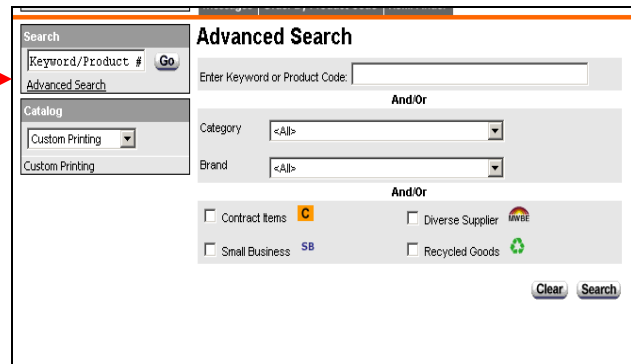 Search
Keyword/Product # Go
Advanced Search
Catalog
Custom Printing
Custom Printing
Advanced Search
Enter Keyword or Product Code:
And/Or
Category <All>
Brand <All>
And/Or
Contract Items C
Diverse Supplier MWBE
Small Business SB
Recycled Goods
Clear Search